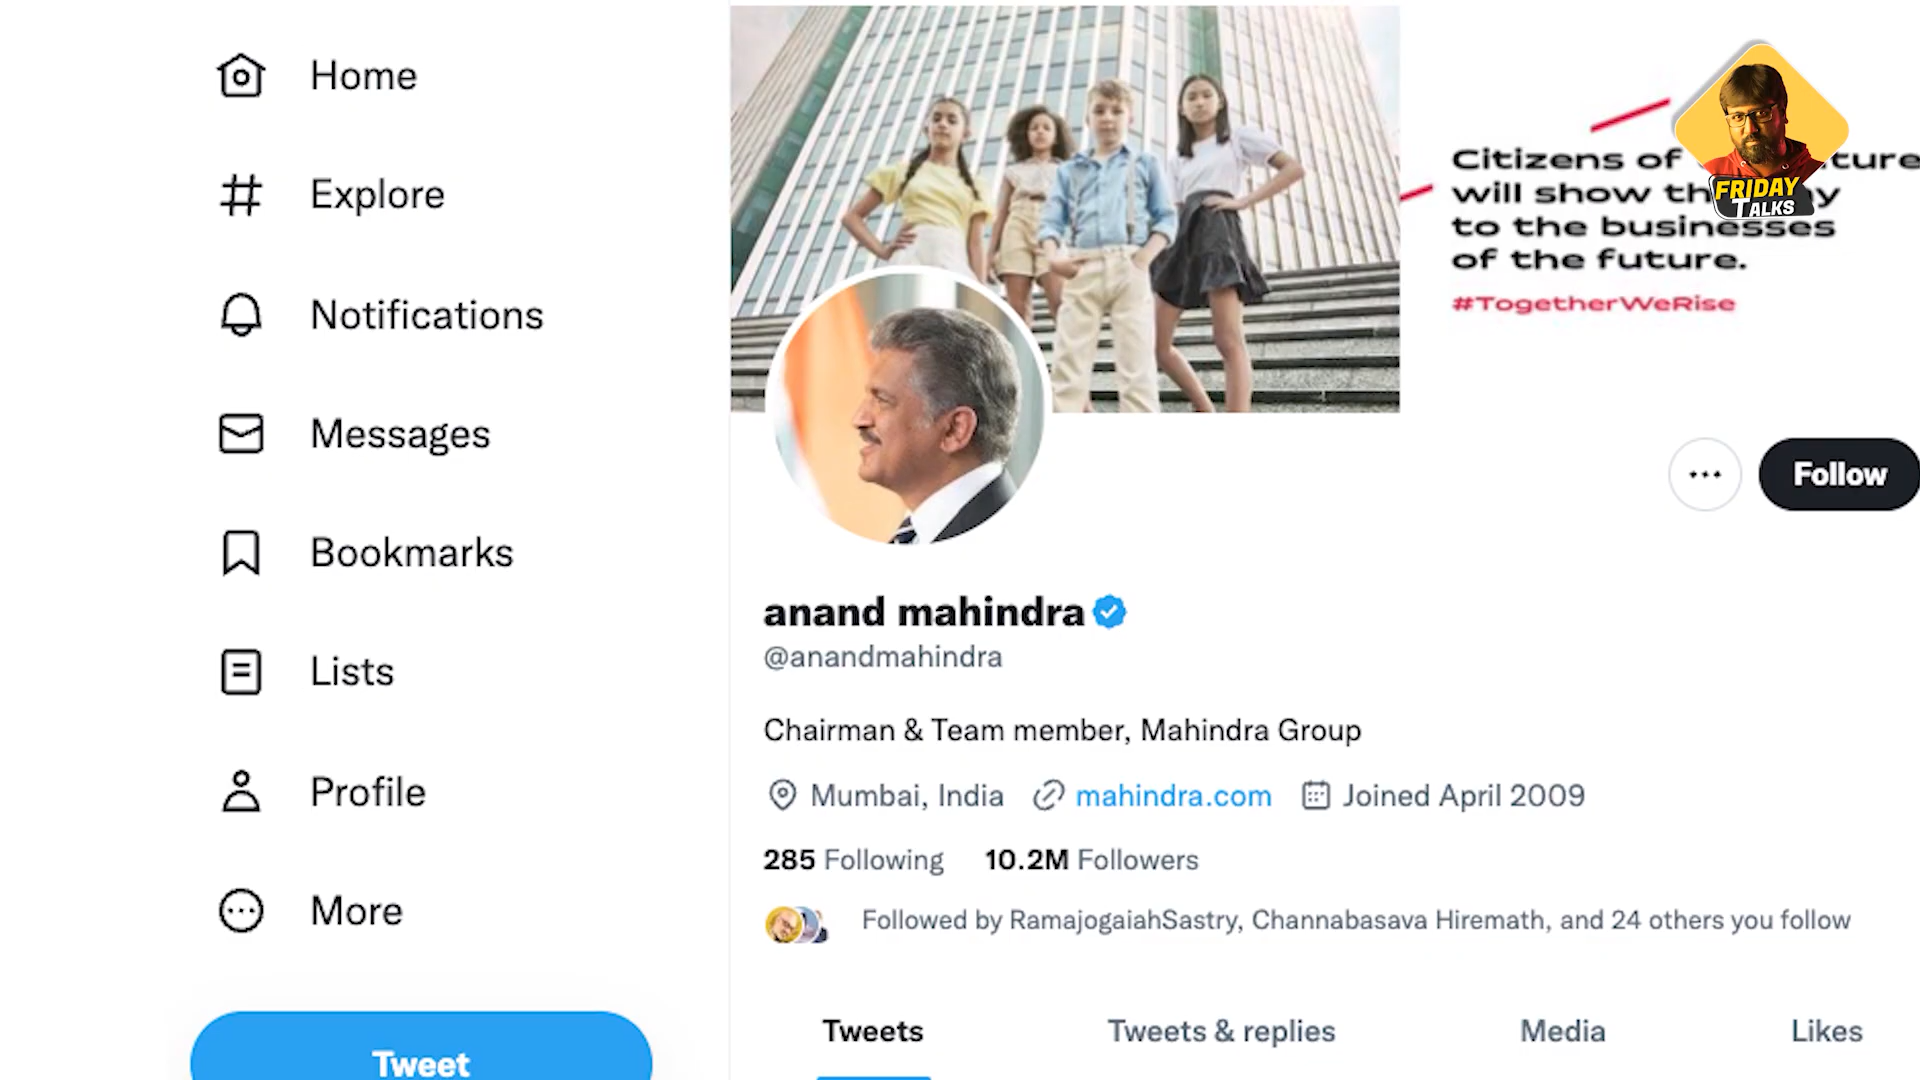 Home
Explore
Notifications
Messages
Bookmarks
Lists
Profile
More
Tweet
Citizens of ture
will show th y
to the businesses
of the future.
#TogetherWeRise
FRIDAY
TALKS
Follow
anand mahindra
@anandmahindra
Chairman & Team member, Mahindra Group
Mumbai, India mahindra.com Joined April 2009
285 Following 10.2M Followers
Followed by RamajogaiahSastry, Channabasava Hiremath, and 24 others you follow
Tweets Tweets & replies Media Likes